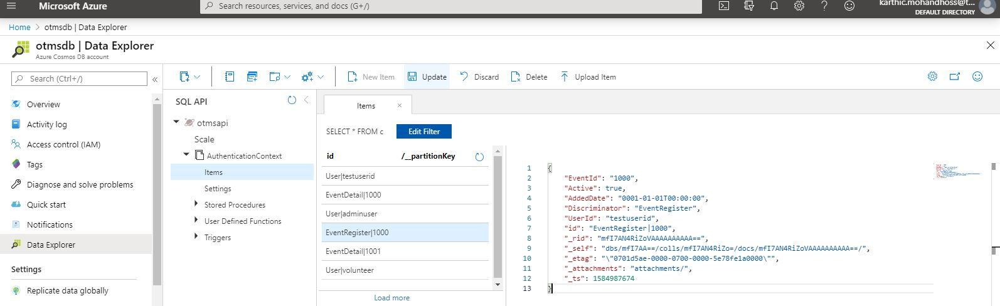 Microsoft Azure
Search resources, services, and docs (G+/)
karthic.mohandhoss@t...
DEFAULT DIRECTORY
Home > otmsdb | Data Explorer
otmsdb | Data Explorer
Azure Cosmos DB account
Search (Ctrl+/)
«
Overview
Activity log
Access control (IAM)
Tags
Diagnose and solve problems
Quick start
Notifications
Data Explorer
Settings
Replicate data globally
New Item
Update
Discard
Delete
Upload Item
SQL API
otmsapi
Scale
AuthenticationContext
Items
Settings
Stored Procedures
User Defined Functions
Triggers
Items
SELECT * FROM c
Edit Filter
id /__partitionKey
User|testuserid
EventDetail|1000
User|adminuser
EventRegister|1000
EventDetail|1001
User|volunteer
Load more
1 {
2 "EventId": "1000",
3 "Active": true,
4 "AddedDate": "0001-01-01T00:00:00",
5 "Discriminator": "EventRegister",
6 "UserId": "testuserid",
7 "id": "EventRegister|1000",
8 "_rid": "mfI7AN4RiZoVAAAAAAAAAA==",
9 "_self": "dbs/mfI7AA==/colls/mfI7AN4RiZo=/docs/mfI7AN4RiZoVAAAAAAAAAA==/",
10 "_etag": "\"0701d5ae-0000-0700-0000-5e78fe1a0000\"",
11 "_attachments": "attachments/",
12 "_ts": 1584987674
13 }